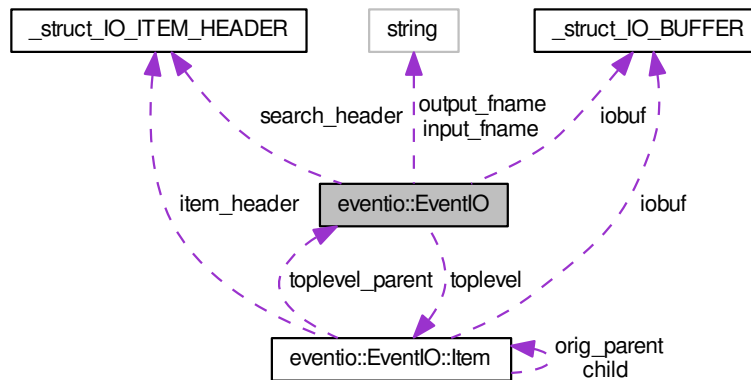 _struct_IO_ITEM_HEADER
string
_struct_IO_BUFFER
search_header
output_fname
input_fname
iobuf
item_header
eventio::EventIO
iobuf
toplevel_parent
toplevel
eventio::EventIO::Item
orig_parent
child